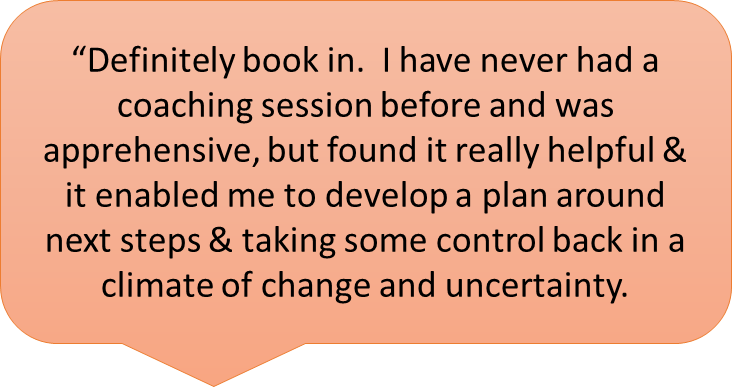 “Definitely book in.  I have never had a
coaching session before and was
apprehensive, but found it really helpful &
it enabled me to develop a plan around
next steps & taking some control back in a
climate of change and uncertainty.